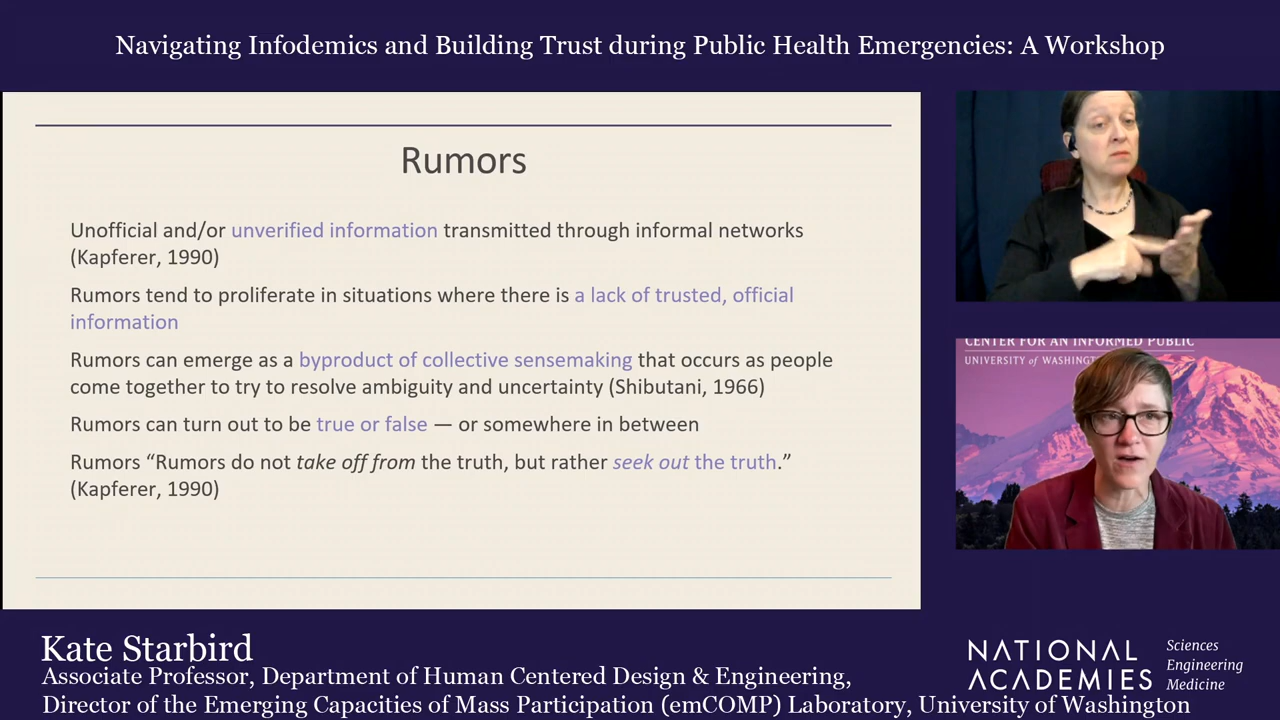 Navigating Infodemics and Building Trust during Public Health Emergencies: A Workshop
Rumors
Unofficial and/or unverified information transmitted through informal networks
(Kapferer, 1990)
Rumors tend to proliferate in situations where there is a lack of trusted, official
information
Rumors can emerge as a byproduct of collective sensemaking that occurs as people
come together to try to resolve ambiguity and uncertainty (Shibutani, 1966)
Rumors can turn out to be true or false — or somewhere in between
Rumors “Rumors do not take off from the truth, but rather seek out the truth.”
(Kapferer, 1990)
CENTER FOR AN INFORMED PUBLIC
UNIVERSITY of WASHINGT
Kate Starbird
Associate Professor, Department of Human Centered Design & Engineering,
Director of the Emerging Capacities of Mass Participation (emCOMP) Laboratory, University of Washington
NATIONAL
ACADEMIES
Sciences
Engineering
Medicine